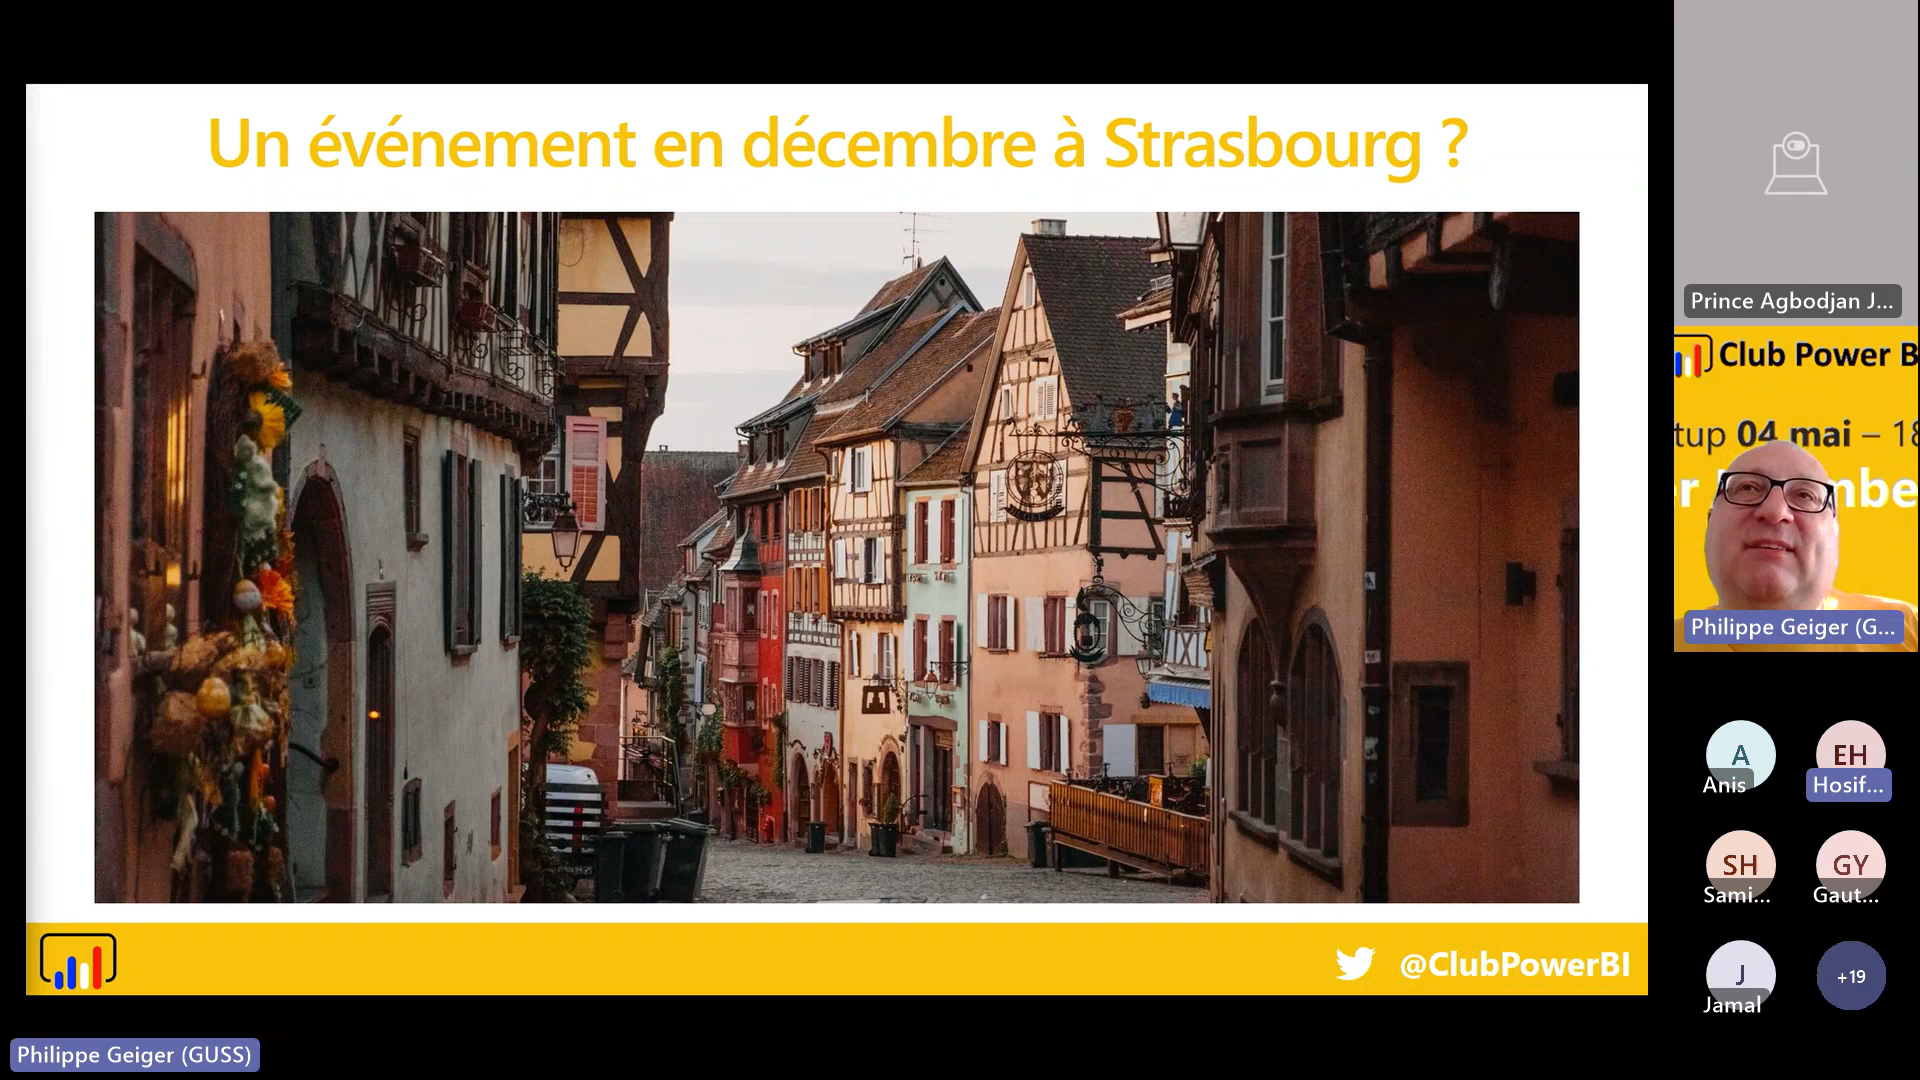 Un événement en décembre à Strasbourg ?
@ClubPowerBI
Philippe Geiger (GUSS)
Prince Agbodjan J...
Club Power B
tup 04 mai – 18
Philippe Geiger (G...
A
Anis
EH
Hosif...
SH
Sami...
GY
Gaut...
J
Jamal
+19